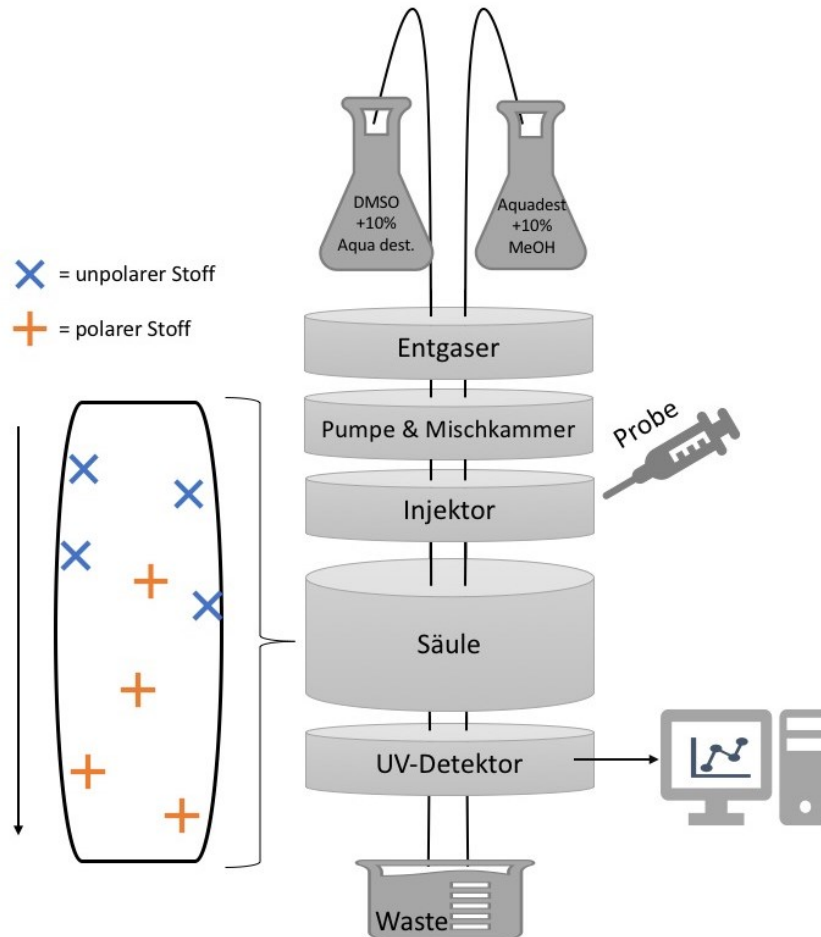 DMSO
+10%
Aqua dest.
Aquadest
+10%
MeOH
= unpolarer Stoff
= polarer Stoff
Entgaser
Pumpe & Mischkammer
Probe
Injektor
Säule
UV-Detektor
Waste